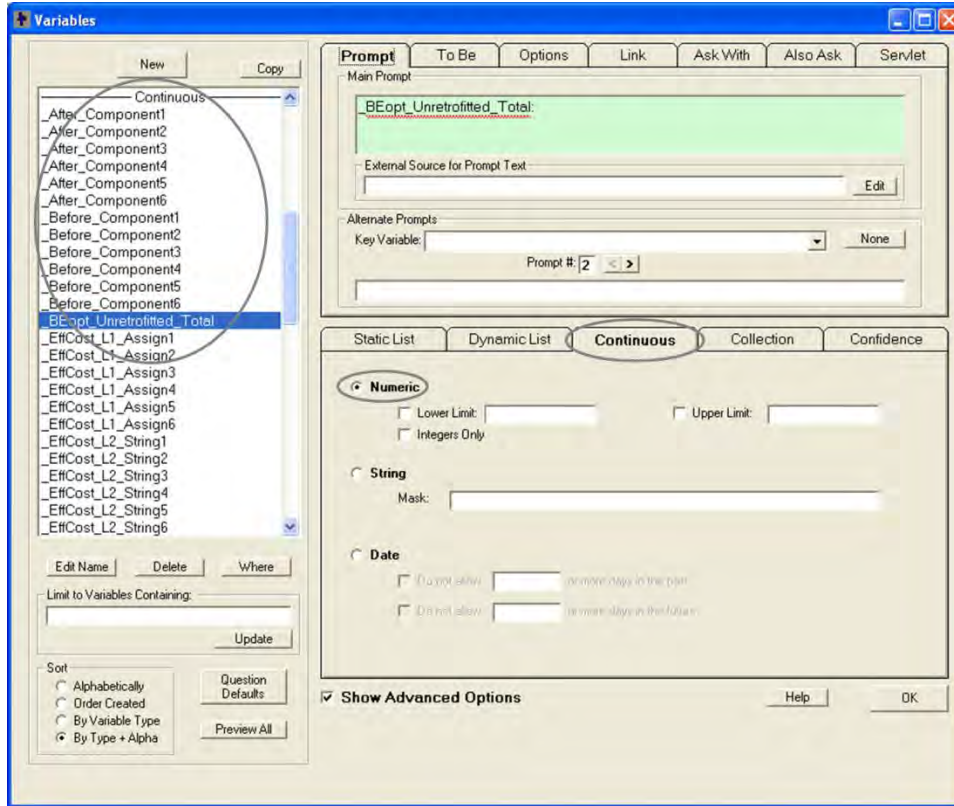 Variables
New
Copy
Continuous
_After_Component1
_After_Component2
_After_Component3
_After_Component4
_After_Component5
_After_Component6
_Before_Component1
_Before_Component2
_Before_Component3
_Before_Component4
_Before_Component5
_Before_Component6
_BEopt_Unretrofitted_Total
_EffCost_L1_Assign1
_EffCost_L1_Assign2
_EffCost_L1_Assign3
_EffCost_L1_Assign4
_EffCost_L1_Assign5
_EffCost_L1_Assign6
_EffCost_L2_String1
_EffCost_L2_String2
_EffCost_L2_String3
_EffCost_L2_String4
_EffCost_L2_String5
_EffCost_L2_String6
Edit Name Delete Where
Limit to Variables Containing:
Update
Sort
Alphabetically
Order Created
By Variable Type
By Type + Alpha
Question Defaults
Preview All
Prompt To Be Options Link Ask With Also Ask Servlet
Main Prompt
_BEopt_Unretrofitted_Total:
External Source for Prompt Text
Edit
Alternate Prompts
Key Variable: None
Prompt #: 2 < >
Static List Dynamic List Continuous Collection Confidence
Numeric
Lower Limit: Upper Limit:
Integers Only
String
Mask:
Date
Do not allow or more days in the past
Do not allow or more days in the future
Show Advanced Options Help OK